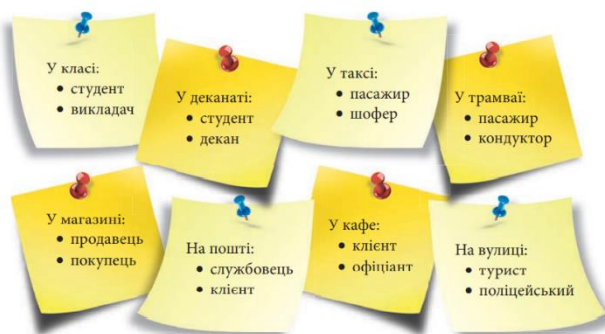 У класі:
• студент
• викладач
У деканаті:
• студент
• декан
У таксі:
• пасажир
• шофер
У трамваї:
• пасажир
• кондуктор
У магазині:
• продавець
• покупець
На пошті:
• службовець
• клієнт
У кафе:
• клієнт
• офіціант
На вулиці:
• турист
• поліцейський